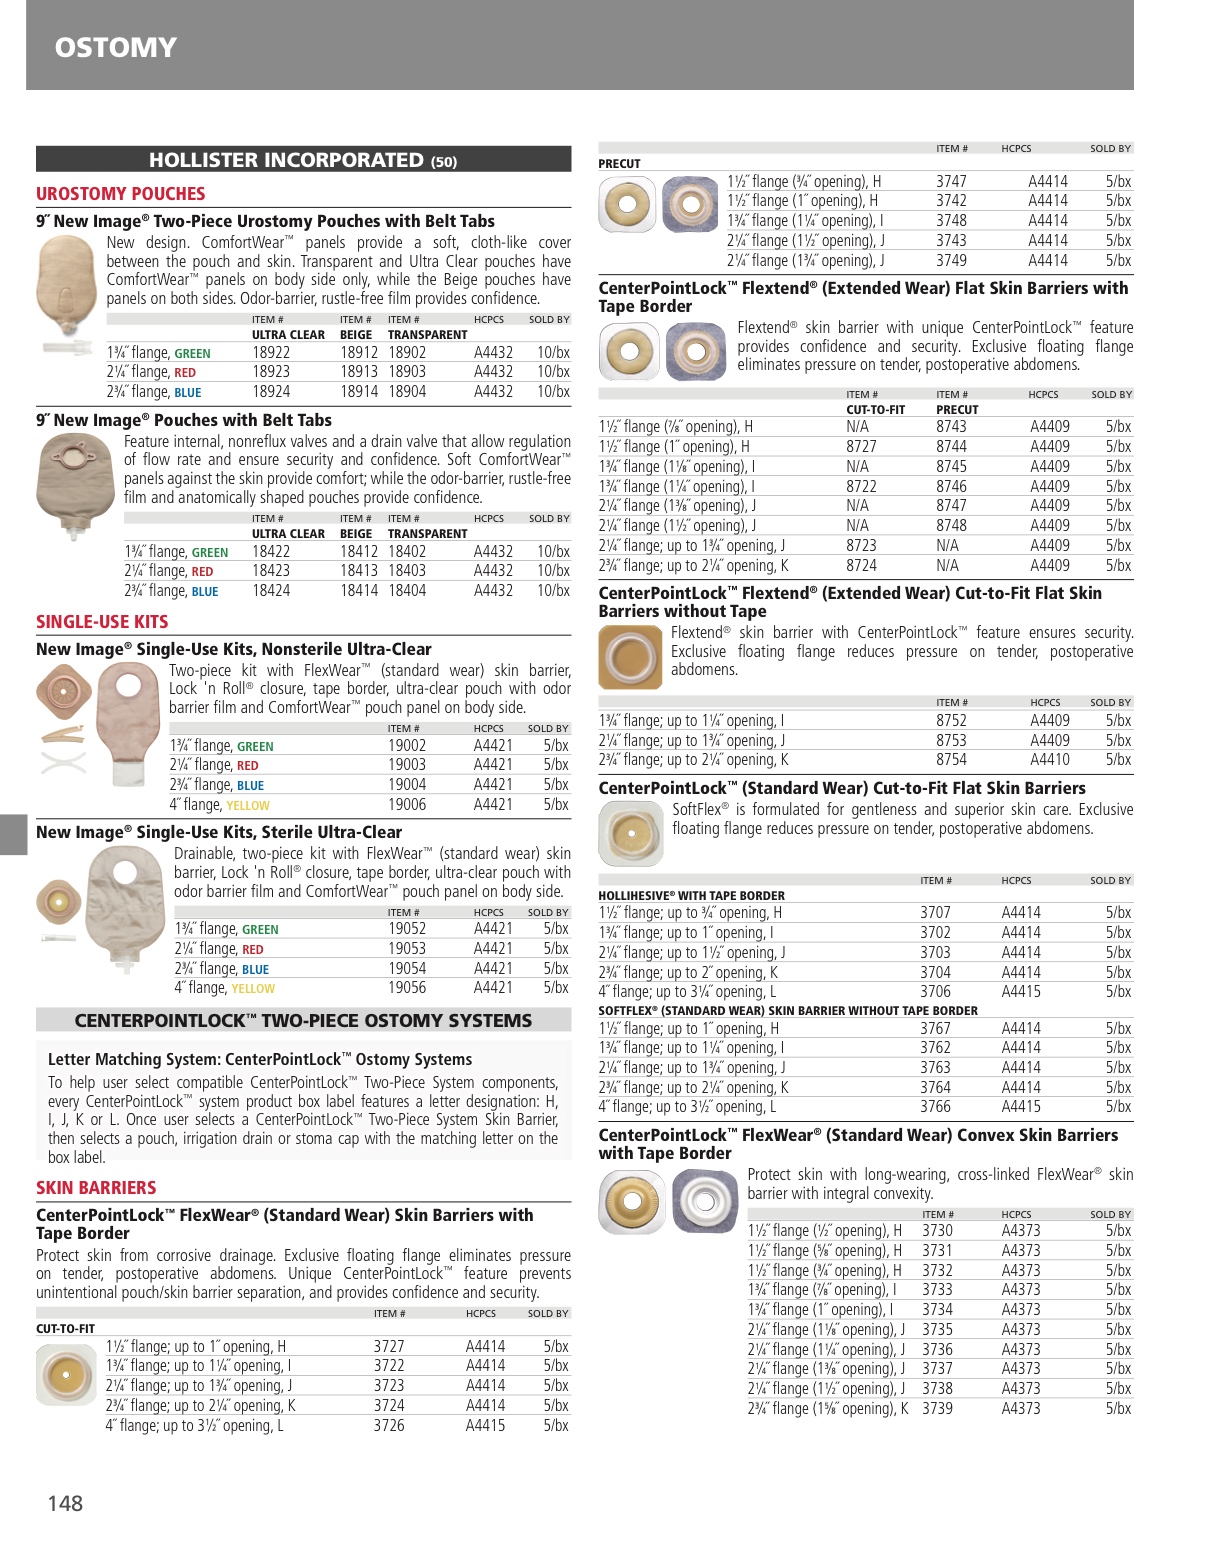 OSTOMY
HOLLISTER INCORPORATED (50)
UROSTOMY POUCHES
9˝ New Image® Two-Piece Urostomy Pouches with Belt Tabs
New design. ComfortWear™ panels provide a soft, cloth-like cover
between the pouch and skin. Transparent and Ultra Clear pouches have
ComfortWear™ panels on body side only, while the Beige pouches have
panels on both sides. Odor-barrier, rustle-free film provides confidence.
ITEM # ITEM # ITEM # HCPCS SOLD BY
ULTRA CLEAR BEIGE TRANSPARENT
1¾˝ flange, GREEN 18922 18912 18902 A4432 10/bx
2¼˝ flange, RED 18923 18913 18903 A4432 10/bx
2¾˝ flange, BLUE 18924 18914 18904 A4432 10/bx
9˝ New Image® Pouches with Belt Tabs
Feature internal, nonreflux valves and a drain valve that allow regulation
of flow rate and ensure security and confidence. Soft ComfortWear™
panels against the skin provide comfort; while the odor-barrier, rustle-free
film and anatomically shaped pouches provide confidence.
ITEM # ITEM # ITEM # HCPCS SOLD BY
ULTRA CLEAR BEIGE TRANSPARENT
1¾˝ flange, GREEN 18422 18412 18402 A4432 10/bx
2¼˝ flange, RED 18423 18413 18403 A4432 10/bx
2¾˝ flange, BLUE 18424 18414 18404 A4432 10/bx
SINGLE-USE KITS
New Image® Single-Use Kits, Nonsterile Ultra-Clear
Two-piece kit with FlexWear™ (standard wear) skin barrier,
Lock 'n Roll® closure, tape border, ultra-clear pouch with odor
barrier film and ComfortWear™ pouch panel on body side.
ITEM # HCPCS SOLD BY
1¾˝ flange, GREEN 19002 A4421 5/bx
2¼˝ flange, RED 19003 A4421 5/bx
2¾˝ flange, BLUE 19004 A4421 5/bx
4˝ flange, YELLOW 19006 A4421 5/bx
New Image® Single-Use Kits, Sterile Ultra-Clear
Drainable, two-piece kit with FlexWear™ (standard wear) skin
barrier, Lock 'n Roll® closure, tape border, ultra-clear pouch with
odor barrier film and ComfortWear™ pouch panel on body side.
ITEM # HCPCS SOLD BY
1¾˝ flange, GREEN 19052 A4421 5/bx
2¼˝ flange, RED 19053 A4421 5/bx
2¾˝ flange, BLUE 19054 A4421 5/bx
4˝ flange, YELLOW 19056 A4421 5/bx
CENTERPOINTLOCK™ TWO-PIECE OSTOMY SYSTEMS
Letter Matching System: CenterPointLock™ Ostomy Systems
To help user select compatible CenterPointLock™ Two-Piece System components,
every CenterPointLock™ system product box label features a letter designation: H,
I, J, K or L. Once user selects a CenterPointLock™ Two-Piece System Skin Barrier,
then selects a pouch, irrigation drain or stoma cap with the matching letter on the
box label.
SKIN BARRIERS
CenterPointLock™ FlexWear® (Standard Wear) Skin Barriers with
Tape Border
Protect skin from corrosive drainage. Exclusive floating flange eliminates pressure
on tender, postoperative abdomens. Unique CenterPointLock™ feature prevents
unintentional pouch/skin barrier separation, and provides confidence and security.
ITEM # HCPCS SOLD BY
CUT-TO-FIT
1½˝ flange; up to 1˝ opening, H 3727 A4414 5/bx
1¾˝ flange; up to 1¼˝ opening, I 3722 A4414 5/bx
2¼˝ flange; up to 1¾˝ opening, J 3723 A4414 5/bx
2¾˝ flange; up to 2¼˝ opening, K 3724 A4414 5/bx
4˝ flange; up to 3½˝ opening, L 3726 A4415 5/bx
148
ITEM # HCPCS SOLD BY
PRECUT
1½˝ flange (¾˝ opening), H 3747 A4414 5/bx
1½˝ flange (1˝ opening), H 3742 A4414 5/bx
1¾˝ flange (1¼˝ opening), I 3748 A4414 5/bx
2¼˝ flange (1½˝ opening), J 3743 A4414 5/bx
2¼˝ flange (1¾˝ opening), J 3749 A4414 5/bx
CenterPointLock™ Flextend® (Extended Wear) Flat Skin Barriers with
Tape Border
Flextend® skin barrier with unique CenterPointLock™ feature
provides confidence and security. Exclusive floating flange
eliminates pressure on tender, postoperative abdomens.
ITEM # ITEM # HCPCS SOLD BY
CUT-TO-FIT PRECUT
1½˝ flange (⅞˝ opening), H N/A 8743 A4409 5/bx
1½˝ flange (1˝ opening), H 8727 8744 A4409 5/bx
1¾˝ flange (1⅛˝ opening), I N/A 8745 A4409 5/bx
1¾˝ flange (1¼˝ opening), I 8722 8746 A4409 5/bx
2¼˝ flange (1⅜˝ opening), J N/A 8747 A4409 5/bx
2¼˝ flange (1½˝ opening), J N/A 8748 A4409 5/bx
2¼˝ flange; up to 1¾˝ opening, J 8723 N/A A4409 5/bx
2¾˝ flange; up to 2¼˝ opening, K 8724 N/A A4409 5/bx
CenterPointLock™ Flextend® (Extended Wear) Cut-to-Fit Flat Skin
Barriers without Tape
Flextend® skin barrier with CenterPointLock™ feature ensures security.
Exclusive floating flange reduces pressure on tender, postoperative
abdomens.
ITEM # HCPCS SOLD BY
1¾˝ flange; up to 1¼˝ opening, I 8752 A4409 5/bx
2¼˝ flange; up to 1¾˝ opening, J 8753 A4409 5/bx
2¾˝ flange; up to 2¼˝ opening, K 8754 A4410 5/bx
CenterPointLock™ (Standard Wear) Cut-to-Fit Flat Skin Barriers
SoftFlex® is formulated for gentleness and superior skin care. Exclusive
floating flange reduces pressure on tender, postoperative abdomens.
ITEM # HCPCS SOLD BY
HOLLIHESIVE® WITH TAPE BORDER
1½˝ flange; up to ¾˝ opening, H 3707 A4414 5/bx
1¾˝ flange; up to 1˝ opening, I 3702 A4414 5/bx
2¼˝ flange; up to 1½˝ opening, J 3703 A4414 5/bx
2¾˝ flange; up to 2˝ opening, K 3704 A4414 5/bx
4˝ flange; up to 3¼˝ opening, L 3706 A4415 5/bx
SOFTFLEX® (STANDARD WEAR) SKIN BARRIER WITHOUT TAPE BORDER
1½˝ flange; up to 1˝ opening, H 3767 A4414 5/bx
1¾˝ flange; up to 1¼˝ opening, I 3762 A4414 5/bx
2¼˝ flange; up to 1¾˝ opening, J 3763 A4414 5/bx
2¾˝ flange; up to 2¼˝ opening, K 3764 A4414 5/bx
4˝ flange; up to 3½˝ opening, L 3766 A4415 5/bx
CenterPointLock™ FlexWear® (Standard Wear) Convex Skin Barriers
with Tape Border
Protect skin with long-wearing, cross-linked FlexWear® skin
barrier with integral convexity.
ITEM # HCPCS SOLD BY
1½˝ flange (½˝ opening), H 3730 A4373 5/bx
1½˝ flange (⅝˝ opening), H 3731 A4373 5/bx
1½˝ flange (¾˝ opening), H 3732 A4373 5/bx
1¾˝ flange (⅞˝ opening), I 3733 A4373 5/bx
1¾˝ flange (1˝ opening), I 3734 A4373 5/bx
2¼˝ flange (1⅛˝ opening), J 3735 A4373 5/bx
2¼˝ flange (1¼˝ opening), J 3736 A4373 5/bx
2¼˝ flange (1⅜˝ opening), J 3737 A4373 5/bx
2¼˝ flange (1½˝ opening), J 3738 A4373 5/bx
2¾˝ flange (1⅝˝ opening), K 3739 A4373 5/bx